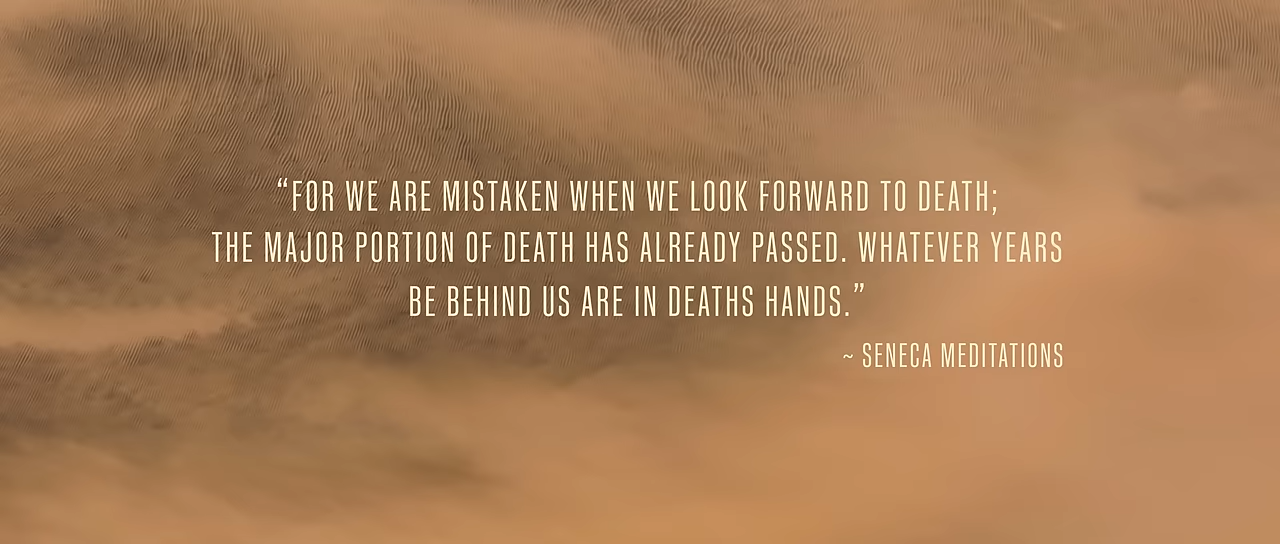 “FOR WE ARE MISTAKEN WHEN WE LOOK FORWARD TO DEATH;
THE MAJOR PORTION OF DEATH HAS ALREADY PASSED. WHATEVER YEARS
BE BEHIND US ARE IN DEATHS HANDS.”
~ SENECA MEDITATIONS